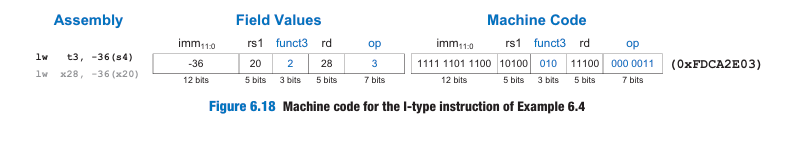 Assembly Field Values Machine Code
imm11:0 rs1 funct3 rd op imm11:0 rs1 funct3 rd op
lw t3, -36(s4) -36 20 2 28 3 1111 1101 1100 10100 010 11100 000 0011 (0xFDCA2E03)
lw x28, -36(x20)
12 bits 5 bits 3 bits 5 bits 7 bits 12 bits 5 bits 3 bits 5 bits 7 bits
Figure 6.18 Machine code for the I-type instruction of Example 6.4